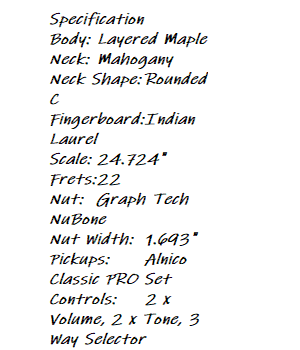 Specification
Body: Layered Maple
Neck: Mahogany
Neck Shape: Rounded
C
Fingerboard:Indian
Laurel
Scale: 24.724"
Frets:22
Nut: Graph Tech
NuBone
Nut Width: 1.693"
Pickups: Alnico
Classic PRO Set
Controls: 2 x
Volume, 2 x Tone, 3
Way Selector